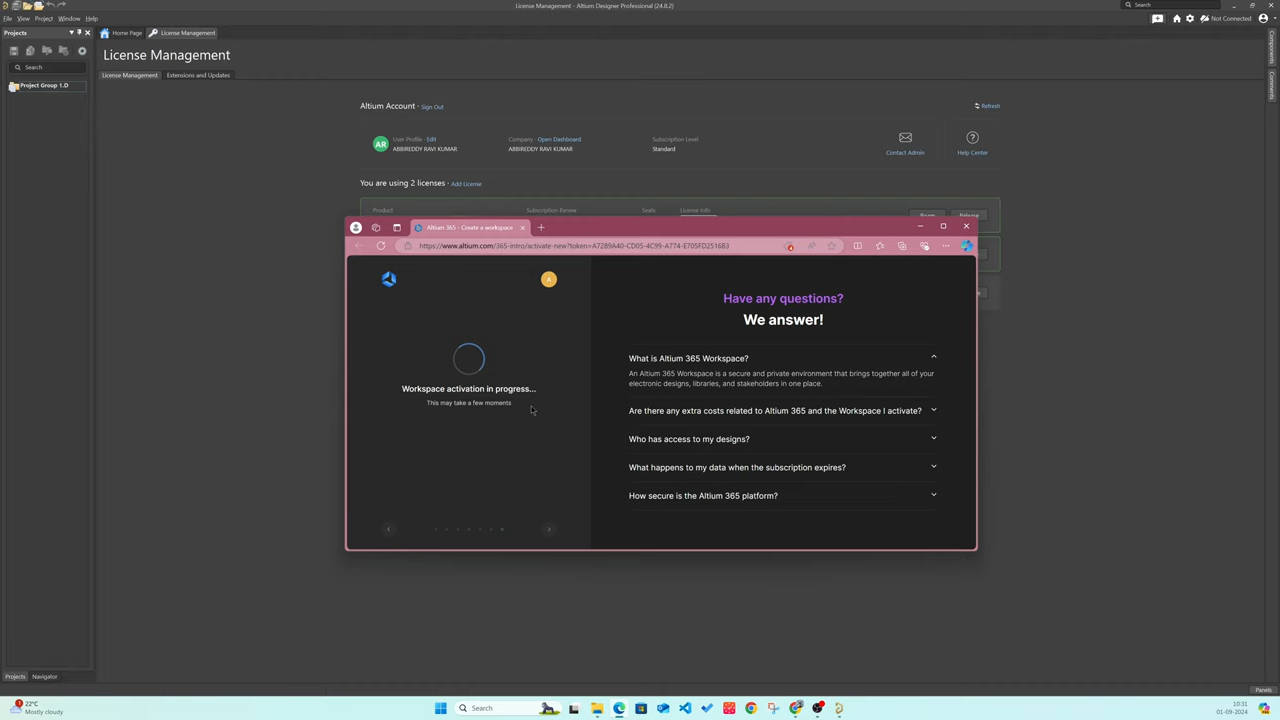 License Management - Altium Designer Professional (24.8.2)
Search
File View Project Window Help
Not Connected
Projects
Home Page
License Management
License Management
Search
License Management Extensions and Updates
Project Group 1.D
Components
Comments
Altium Account · Sign Out
Refresh
User Profile · Edit
ABBIREDDY RAVI KUMAR
Company · Open Dashboard
ABBIREDDY RAVI KUMAR
Subscription Level
Standard
Contact Admin
Help Center
AR
You are using 2 licenses · Add License
Product Subscription Renew Seats License Info
Altium 365 - Create a workspace
https://www.altium.com/365-intro/activate-new?token=A7289A40-CD05-4C99-A774-E705FD2516B3
A
Workspace activation in progress...
This may take a few moments
Have any questions?
We answer!
What is Altium 365 Workspace?
An Altium 365 Workspace is a secure and private environment that brings together all of your
electronic designs, libraries, and stakeholders in one place.
Are there any extra costs related to Altium 365 and the Workspace I activate?
Who has access to my designs?
What happens to my data when the subscription expires?
How secure is the Altium 365 platform?
Projects Navigator
Panels
1
22°C
Mostly cloudy
Search
10:31
01-09-2024